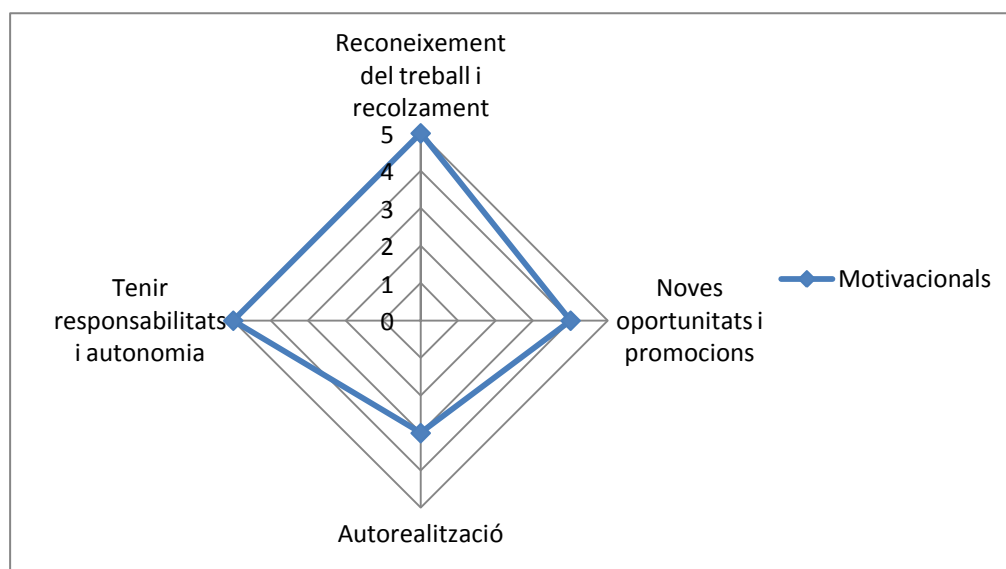 Reconeixement
del treball i
recolzament
5
4
3
2
1
0
Tenir
responsabilitats
i autonomia
Noves
oportunitats i
promocions
Motivacionals
Autorealització